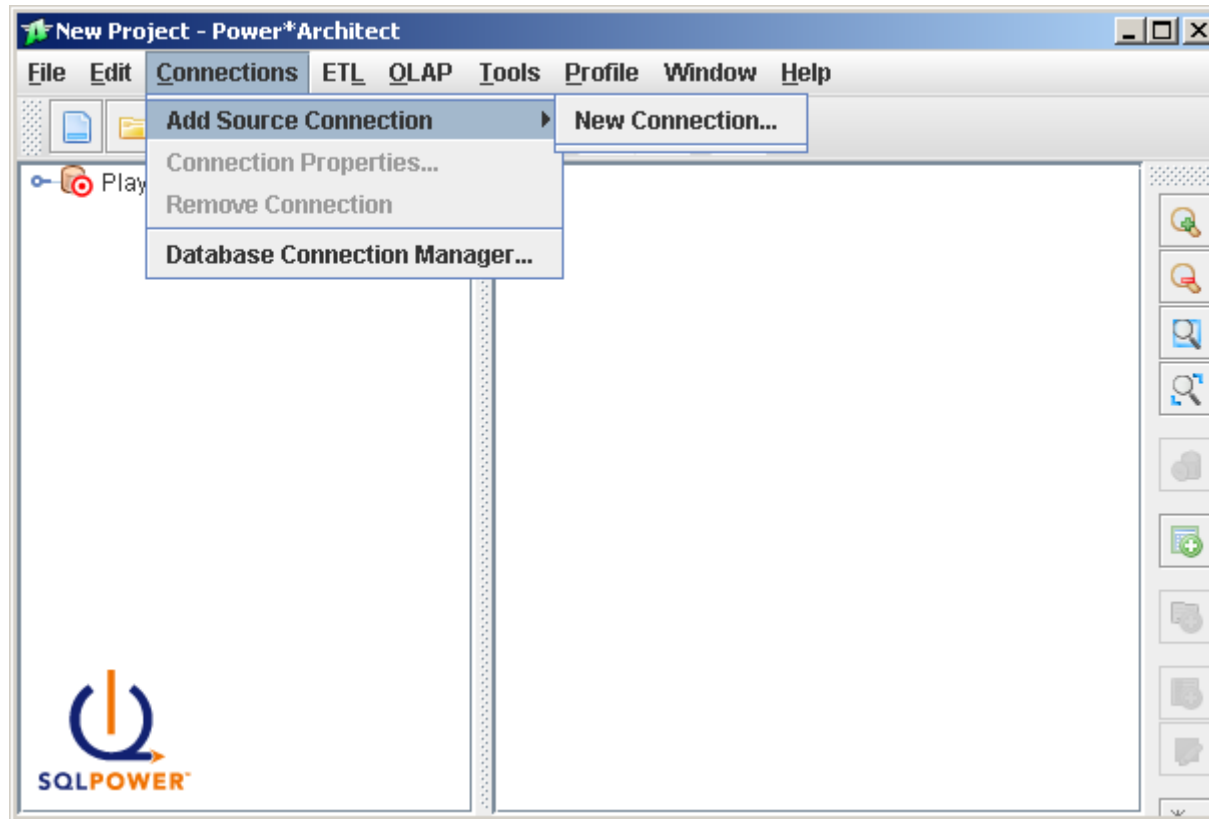 New Project - Power*Architect
File Edit Connections ETL OLAP Tools Profile Window Help
Add Source Connection
New Connection...
Connection Properties...
Play
Remove Connection
Database Connection Manager...
SQLPOWER